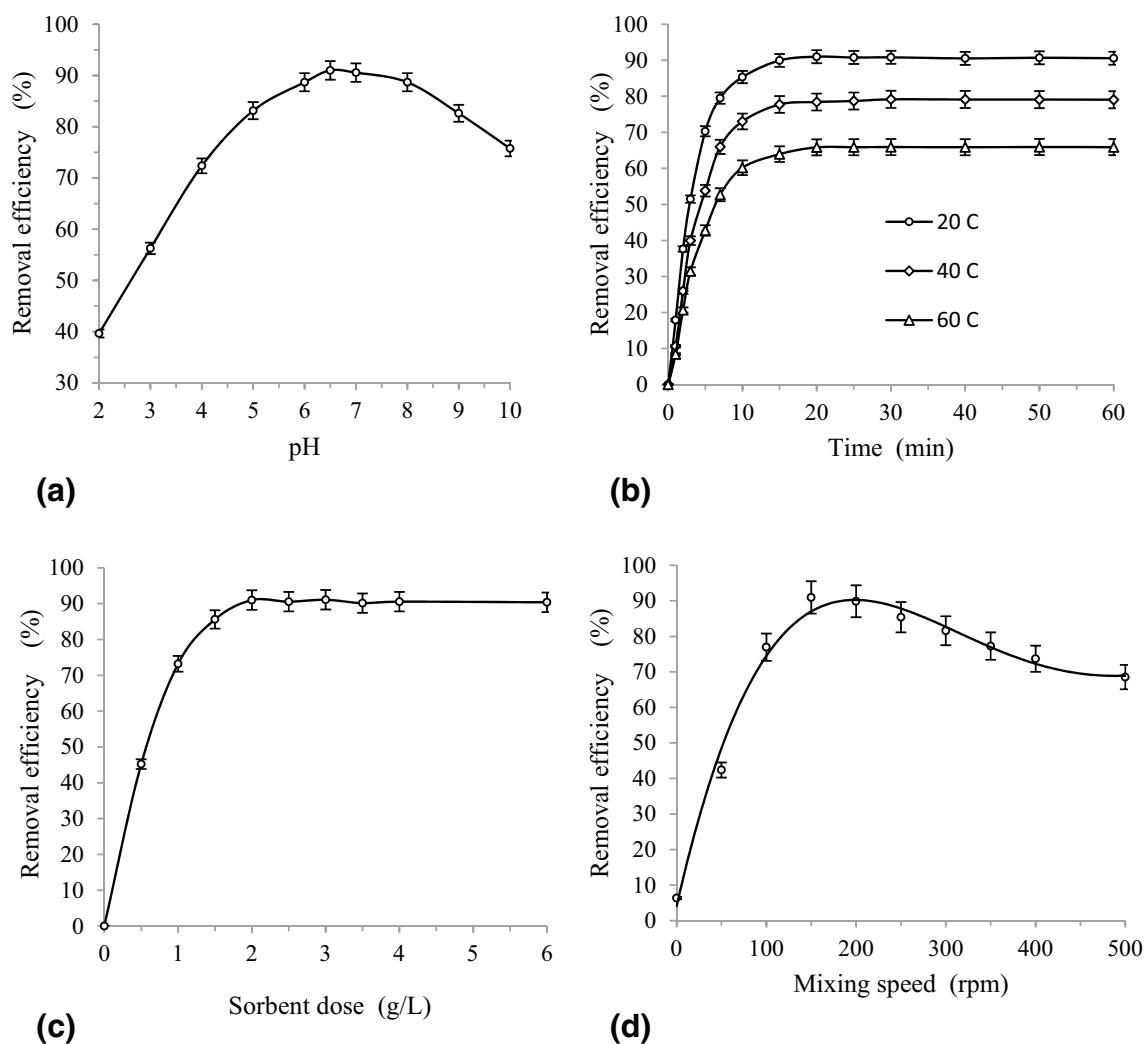 Removal efficiency (%)
100
90
80
70
60
50
40
30
2 3 4 5 6 7 8 9 10
pH
(a)
Removal efficiency (%)
100
90
80
70
60
50
40
30
20
10
0
0 10 20 30 40 50 60
20 C
40 C
60 C
Time (min)
(b)
Removal efficiency (%)
100
90
80
70
60
50
40
30
20
10
0
0 1 2 3 4 5 6
Sorbent dose (g/L)
(c)
Removal efficiency (%)
100
90
80
70
60
50
40
30
20
10
0
0 100 200 300 400 500
Mixing speed (rpm)
(d)